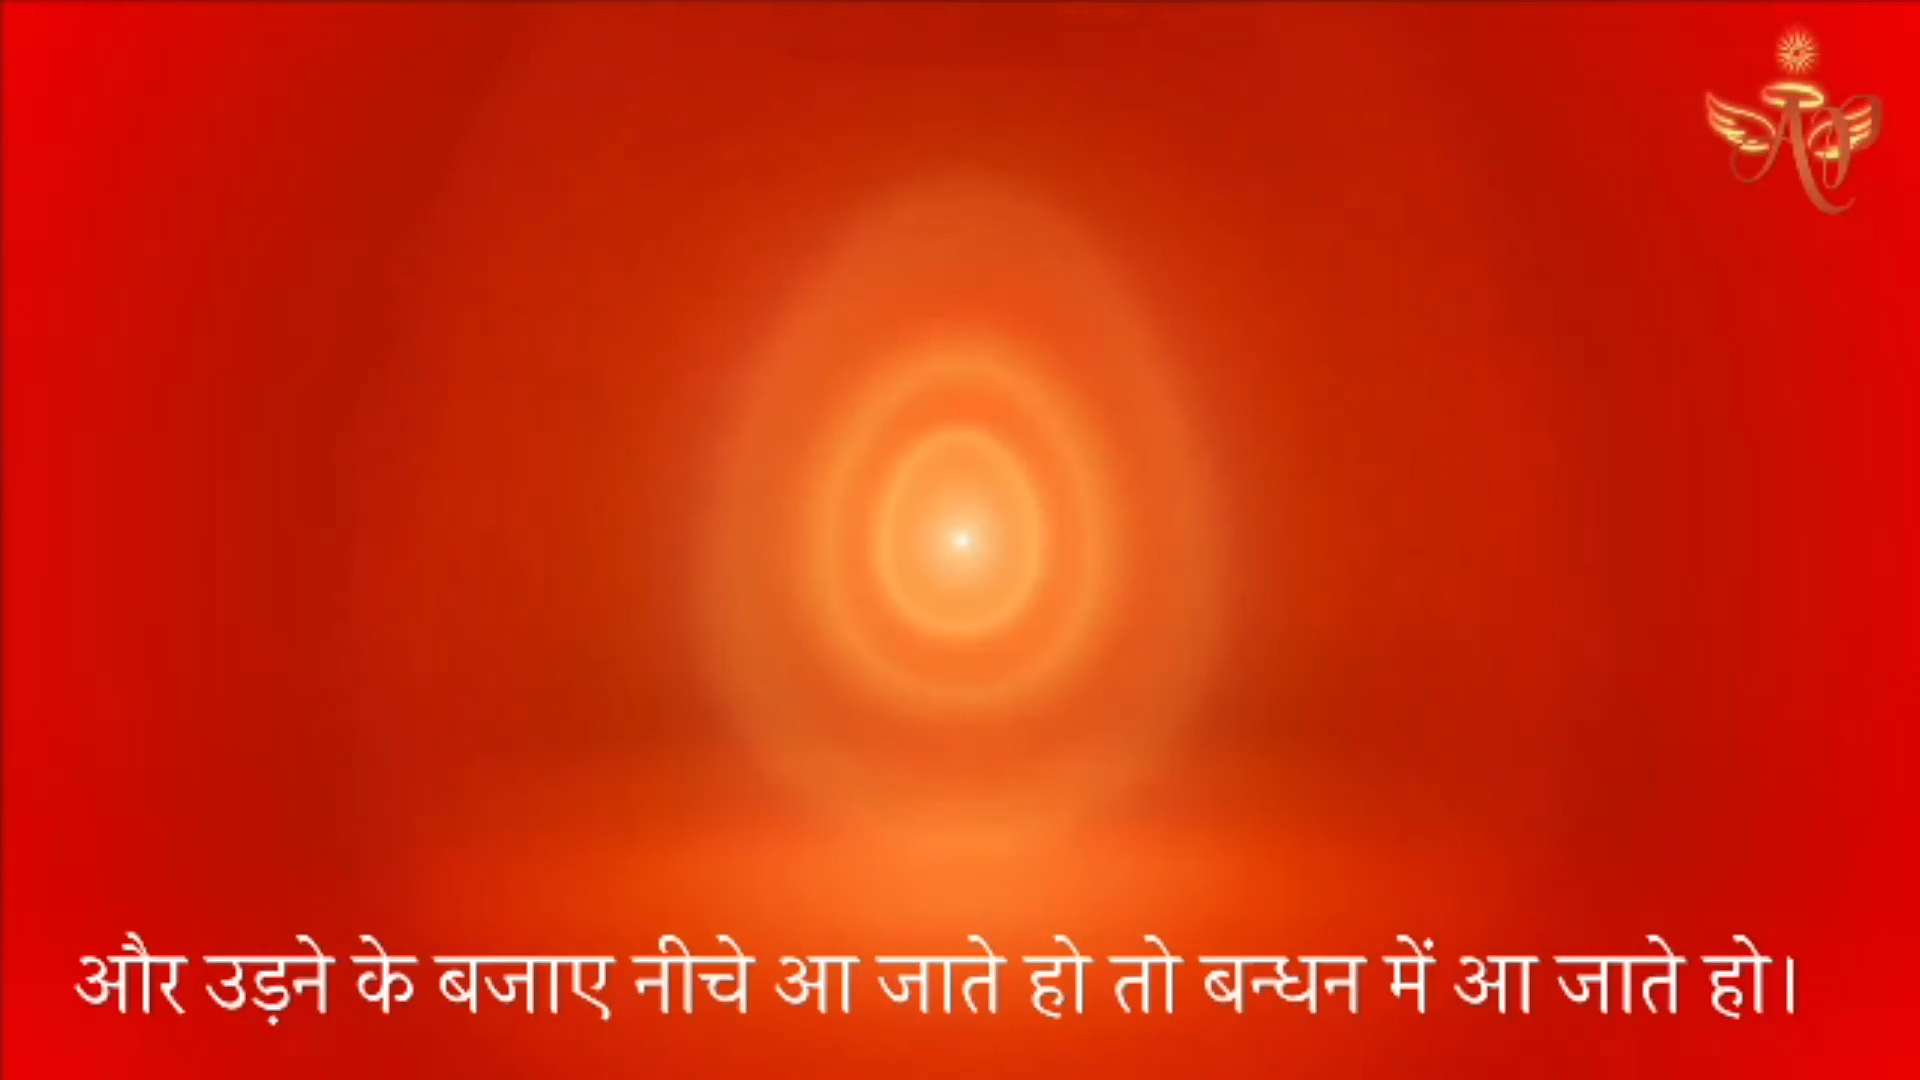 और उड़ने के बजाए नीचे आ जाते हो तो बन्धन में आ जाते हो।